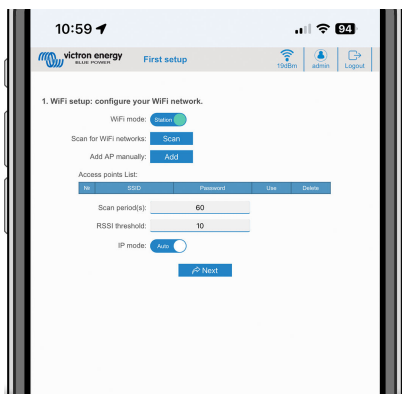 10:59 94
victron energy
BLUE POWER
First setup
19dBm admin Logout
1. WiFi setup: configure your WiFi network.
WiFi mode: Station
Scan for WiFi networks: Scan
Add AP manually: Add
Access points List:
№ SSID Password Use Delete
Scan period(s): 60
RSSI threshold: 10
IP mode: Auto
Next